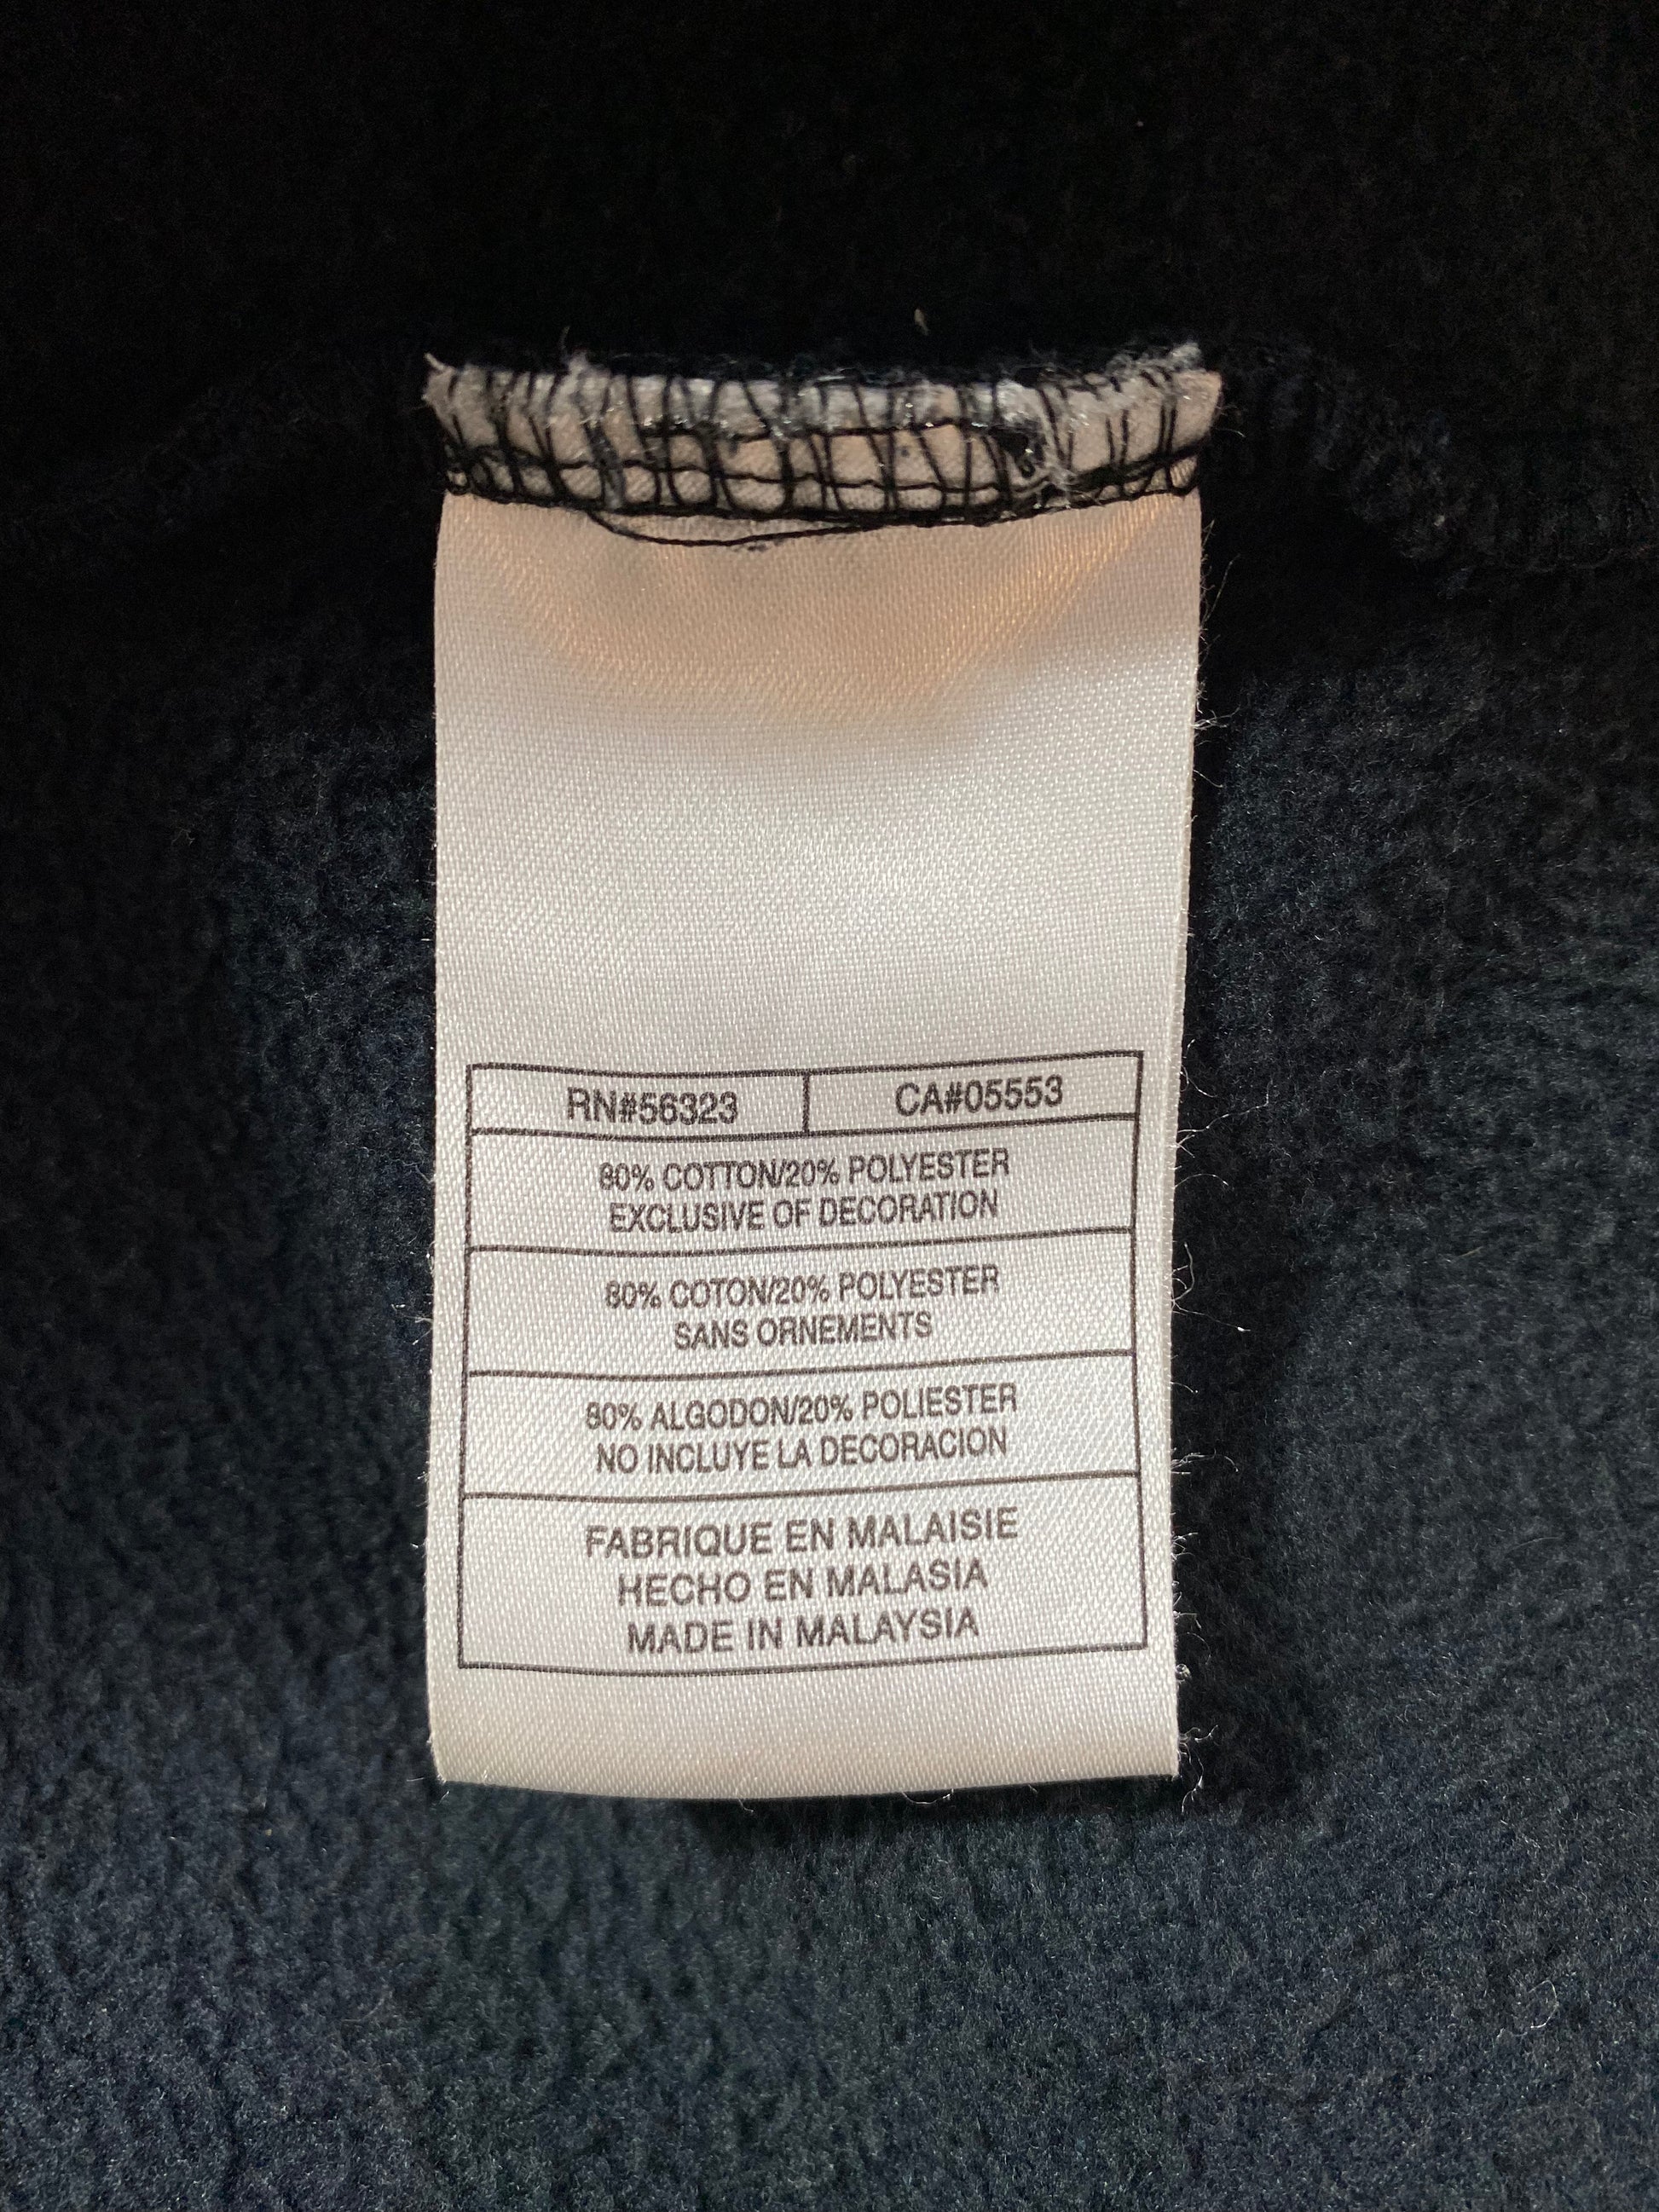 RN#56323 CA#05553
80% COTTON/20% POLYESTER
EXCLUSIVE OF DECORATION
80% COTON/20% POLYESTER
SANS ORNEMENTS
80% ALGODON/20% POLIESTER
NO INCLUYE LA DECORACION
FABRIQUE EN MALAISIE
HECHO EN MALASIA
MADE IN MALAYSIA